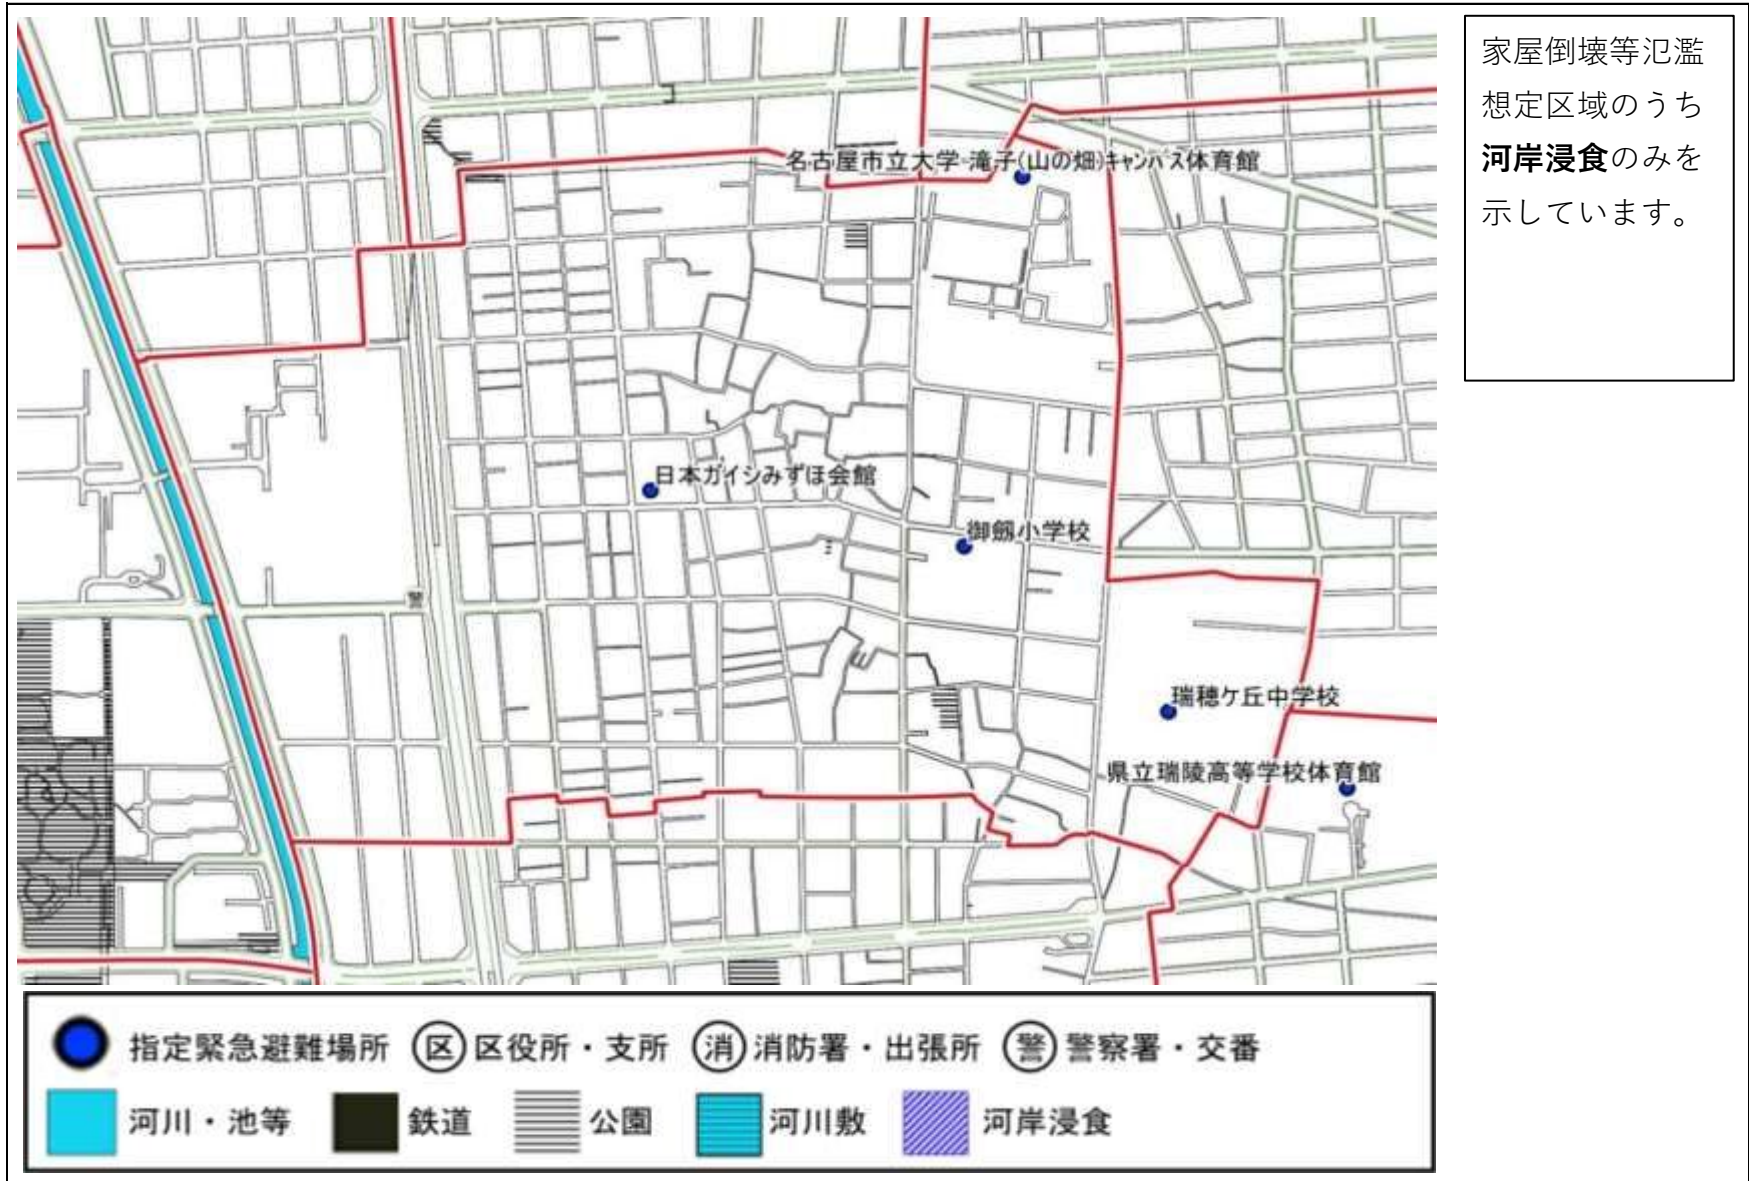 家屋倒壊等氾濫
想定区域のうち
河岸浸食のみを
示しています。
名古屋市立大学 滝子(山の畑)キャンパス体育館
日本ガイシみずほ会館
御劔小学校
警
瑞穂ケ丘中学校
県立瑞陵高等学校体育館
指定緊急避難場所 区 区役所・支所 消 消防署・出張所 警 警察署・交番
河川・池等 鉄道 公園 河川敷 河岸浸食